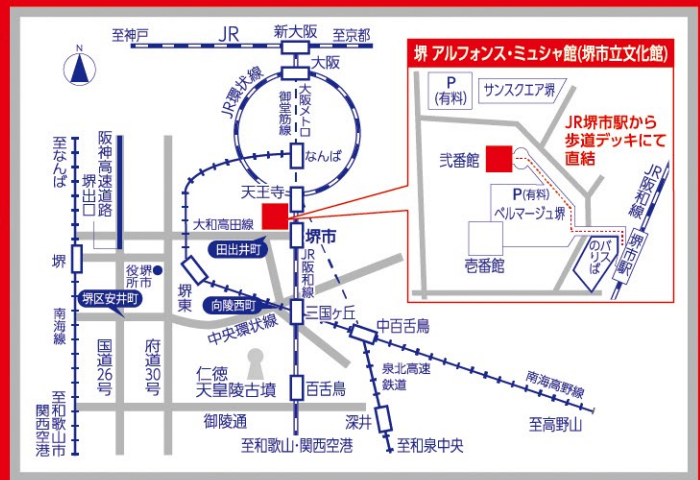 至神戸
JR
新大阪
至京都
N
大阪
JR環状線
大阪メトロ
御堂筋線
なんば
天王寺
大和高田線
堺市
田出井町
JR阪和線
至なんば
阪神高速道路
堺出口
堺
堺市
役所
堺区安井町
堺東
向陵西町
三国ヶ丘
中央環状線
中百舌鳥
南海線
国道26号
府道30号
仁徳
天皇陵古墳
百舌鳥
泉北高速
鉄道
南海高野線
至高野山
御陵通
深井
至和泉中央
至和歌山市
関西空港
至和歌山・関西空港
堺 アルフォンス・ミュシャ館(堺市立文化館)
P
(有料)
サンスクエア堺
JR堺市駅から
歩道デッキにて
直結
弐番館
P(有料)
ベルマージュ堺
壱番館
JR阪和線
堺市駅
バス
のりば